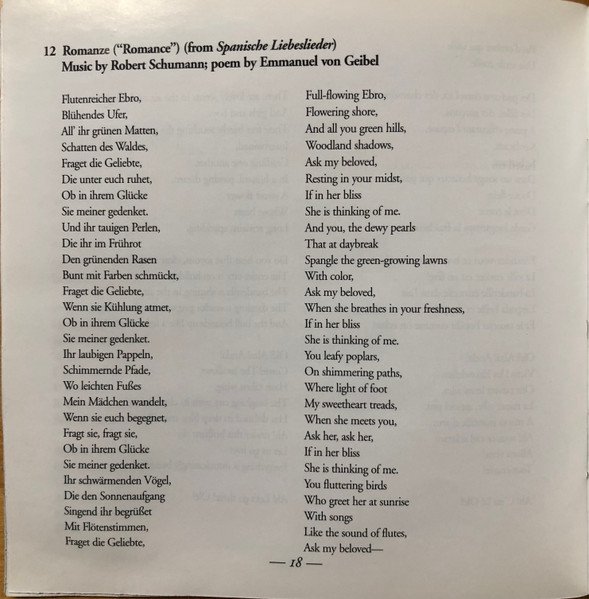 12 Romanze (“Romance”) (from Spanische Liebeslieder)
Music by Robert Schumann; poem by Emmanuel von Geibel
Flutenreicher Ebro,
Blühendes Ufer,
All’ ihr grünen Matten,
Schatten des Waldes,
Fraget die Geliebte,
Die unter euch ruhet,
Ob in ihrem Glücke
Sie meiner gedenket.
Und ihr tauigen Perlen,
Die ihr im Frührot
Den grünenden Rasen
Bunt mit Farben schmückt,
Fraget die Geliebte,
Wenn sie Kühlung atmet,
Ob in ihrem Glücke
Sie meiner gedenket.
Ihr laubigen Pappeln,
Schimmernde Pfade,
Wo leichten Fußes
Mein Mädchen wandelt,
Wenn sie euch begegnet,
Fragt sie, fragt sie,
Ob in ihrem Glücke
Sie meiner gedenket.
Ihr schwärmenden Vögel,
Die den Sonnenaufgang
Singend ihr begrüßet
Mit Flötenstimmen,
Fraget die Geliebte,
Full-flowing Ebro,
Flowering shore,
And all you green hills,
Woodland shadows,
Ask my beloved,
Resting in your midst,
If in her bliss
She is thinking of me.
And you, the dewy pearls
That at daybreak
Spangle the green-growing lawns
With color,
Ask my beloved,
When she breathes in your freshness,
If in her bliss
She is thinking of me.
You leafy poplars,
On shimmering paths,
Where light of foot
My sweetheart treads,
When she meets you,
Ask her, ask her,
If in her bliss
She is thinking of me.
You fluttering birds
Who greet her at sunrise
With songs
Like the sound of flutes,
Ask my beloved—
— 18 —